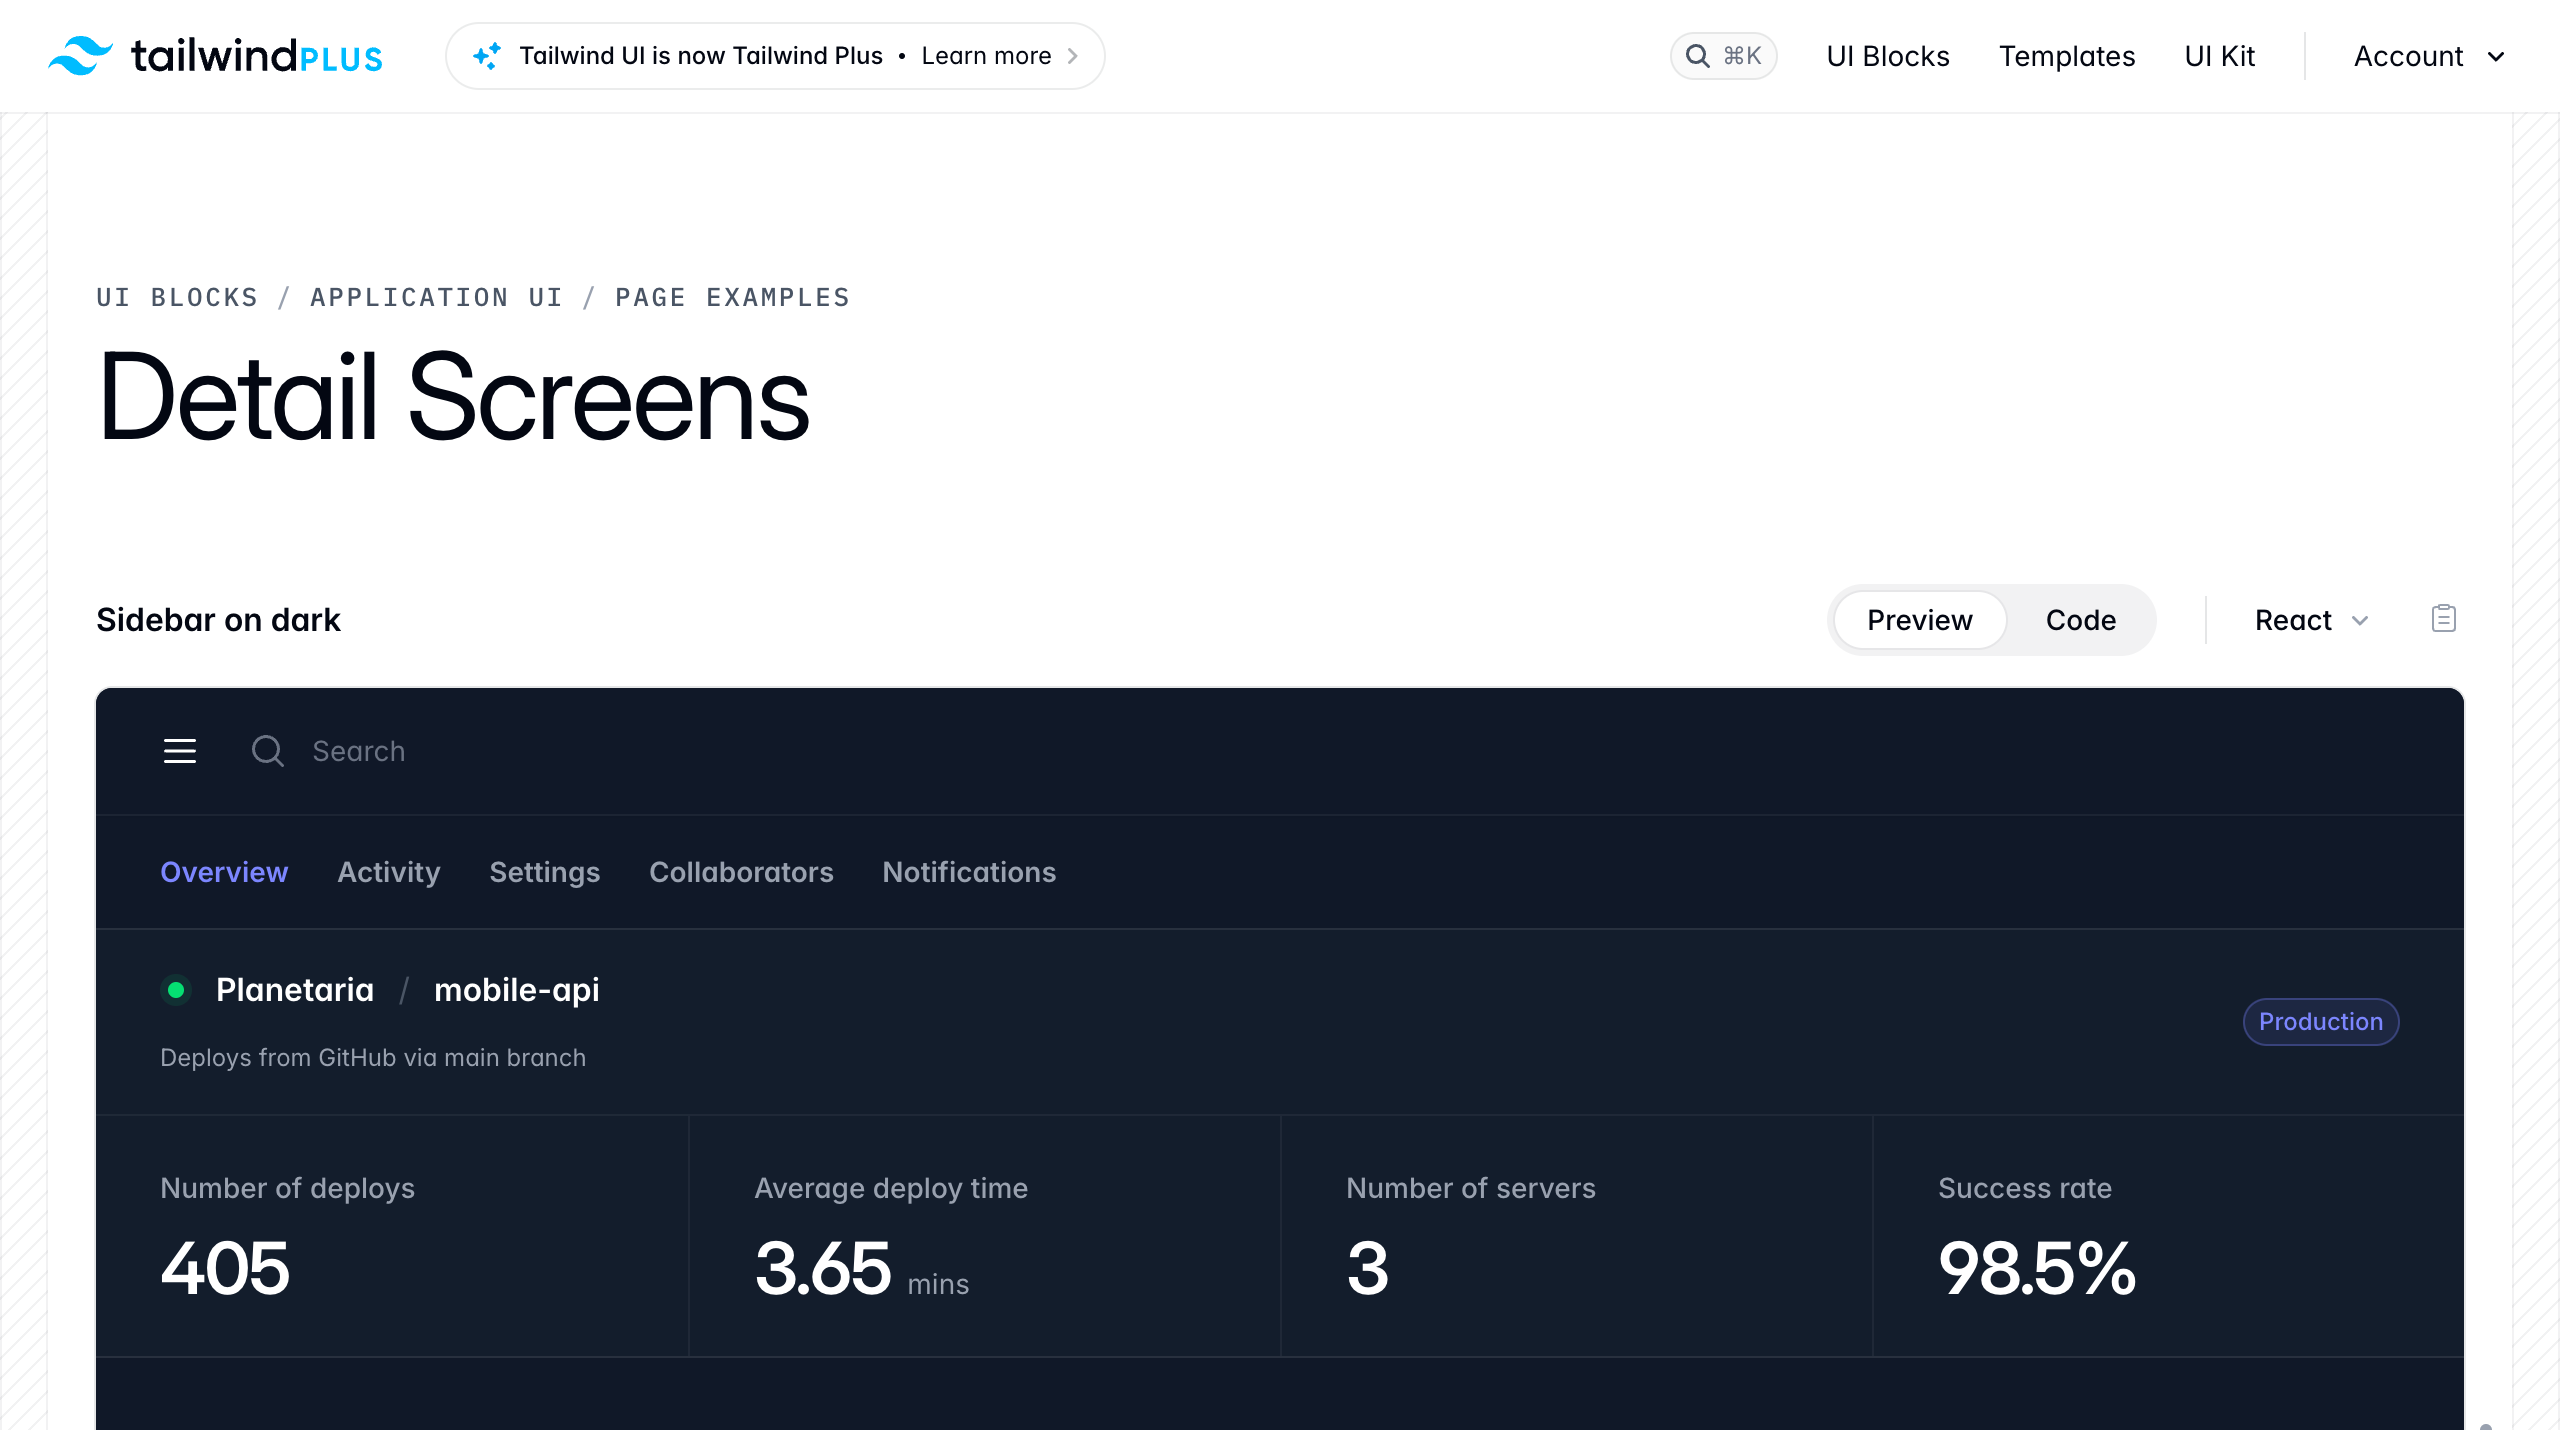 tailwindPLUS
Tailwind UI is now Tailwind Plus • Learn more
⌘K
UI Blocks
Templates
UI Kit
Account
UI BLOCKS / APPLICATION UI / PAGE EXAMPLES
Detail Screens
Sidebar on dark
Preview
Code
React
Search
Overview
Activity
Settings
Collaborators
Notifications
Planetaria / mobile-api
Deploys from GitHub via main branch
Production
Number of deploys
405
Average deploy time
3.65 mins
Number of servers
3
Success rate
98.5%